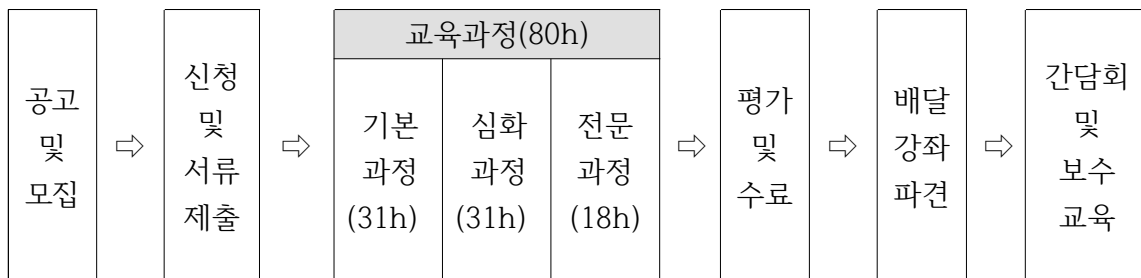 공고
및
모집
⇨
신청
및
서류
제출
⇨
교육과정(80h)
기본
과정
(31h)
심화
과정
(31h)
전문
과정
(18h)
⇨
평가
및
수료
⇨
배달
강좌
파견
⇨
간담회
및
보수
교육